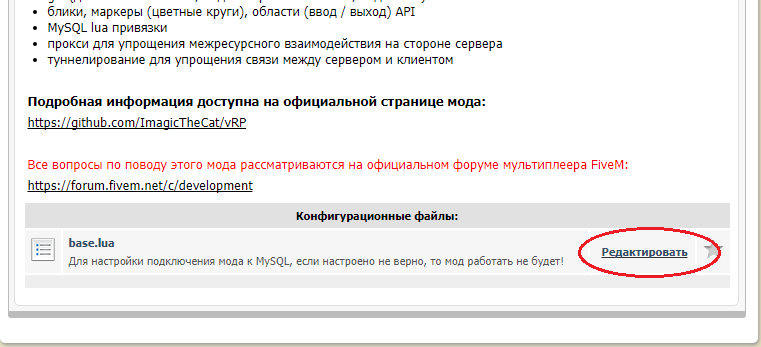 блики, маркеры (цветные круги), области (ввод / выход) API
MySQL lua привязки
прокси для упрощения межресурсного взаимодействия на стороне сервера
туннелирование для упрощения связи между сервером и клиентом
Подробная информация доступна на официальной странице мода:
https://github.com/ImagicTheCat/vRP
Все вопросы по поводу этого мода рассматриваются на официальном форуме мультиплеера FiveM:
https://forum.fivem.net/c/development
Конфигурационные файлы:
base.lua
Для настройки подключения мода к MySQL, если настроено не верно, то мод работать не будет!
Редактировать